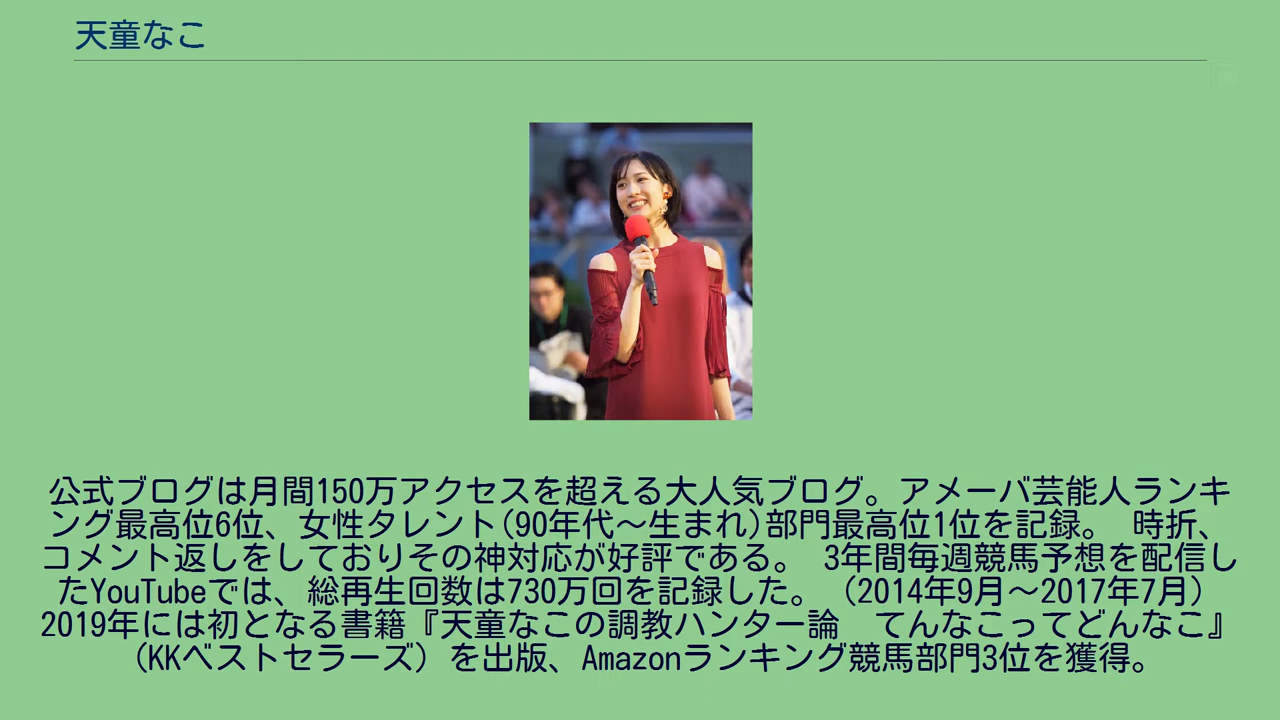 天童なこ
公式ブログは月間150万アクセスを超える大人気ブログ。アメーバ芸能人ランキ
ング最高位6位、女性タレント(90年代～生まれ)部門最高位1位を記録。　時折、
コメント返しをしておりその神対応が好評である。　3年間毎週競馬予想を配信し
たYouTubeでは、総再生回数は730万回を記録した。（2014年9月～2017年7月）
2019年には初となる書籍『天童なこの調教ハンター論　てんなこってどんなこ』
（KKベストセラーズ）を出版、Amazonランキング競馬部門3位を獲得。